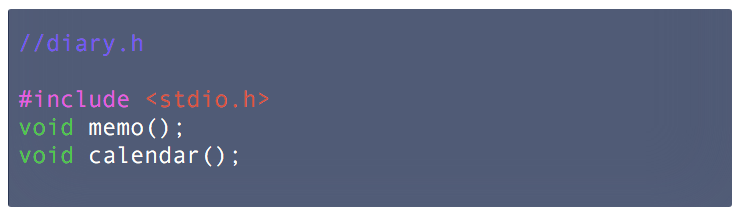 //diary.h
#include <stdio.h>
void memo();
void calendar();